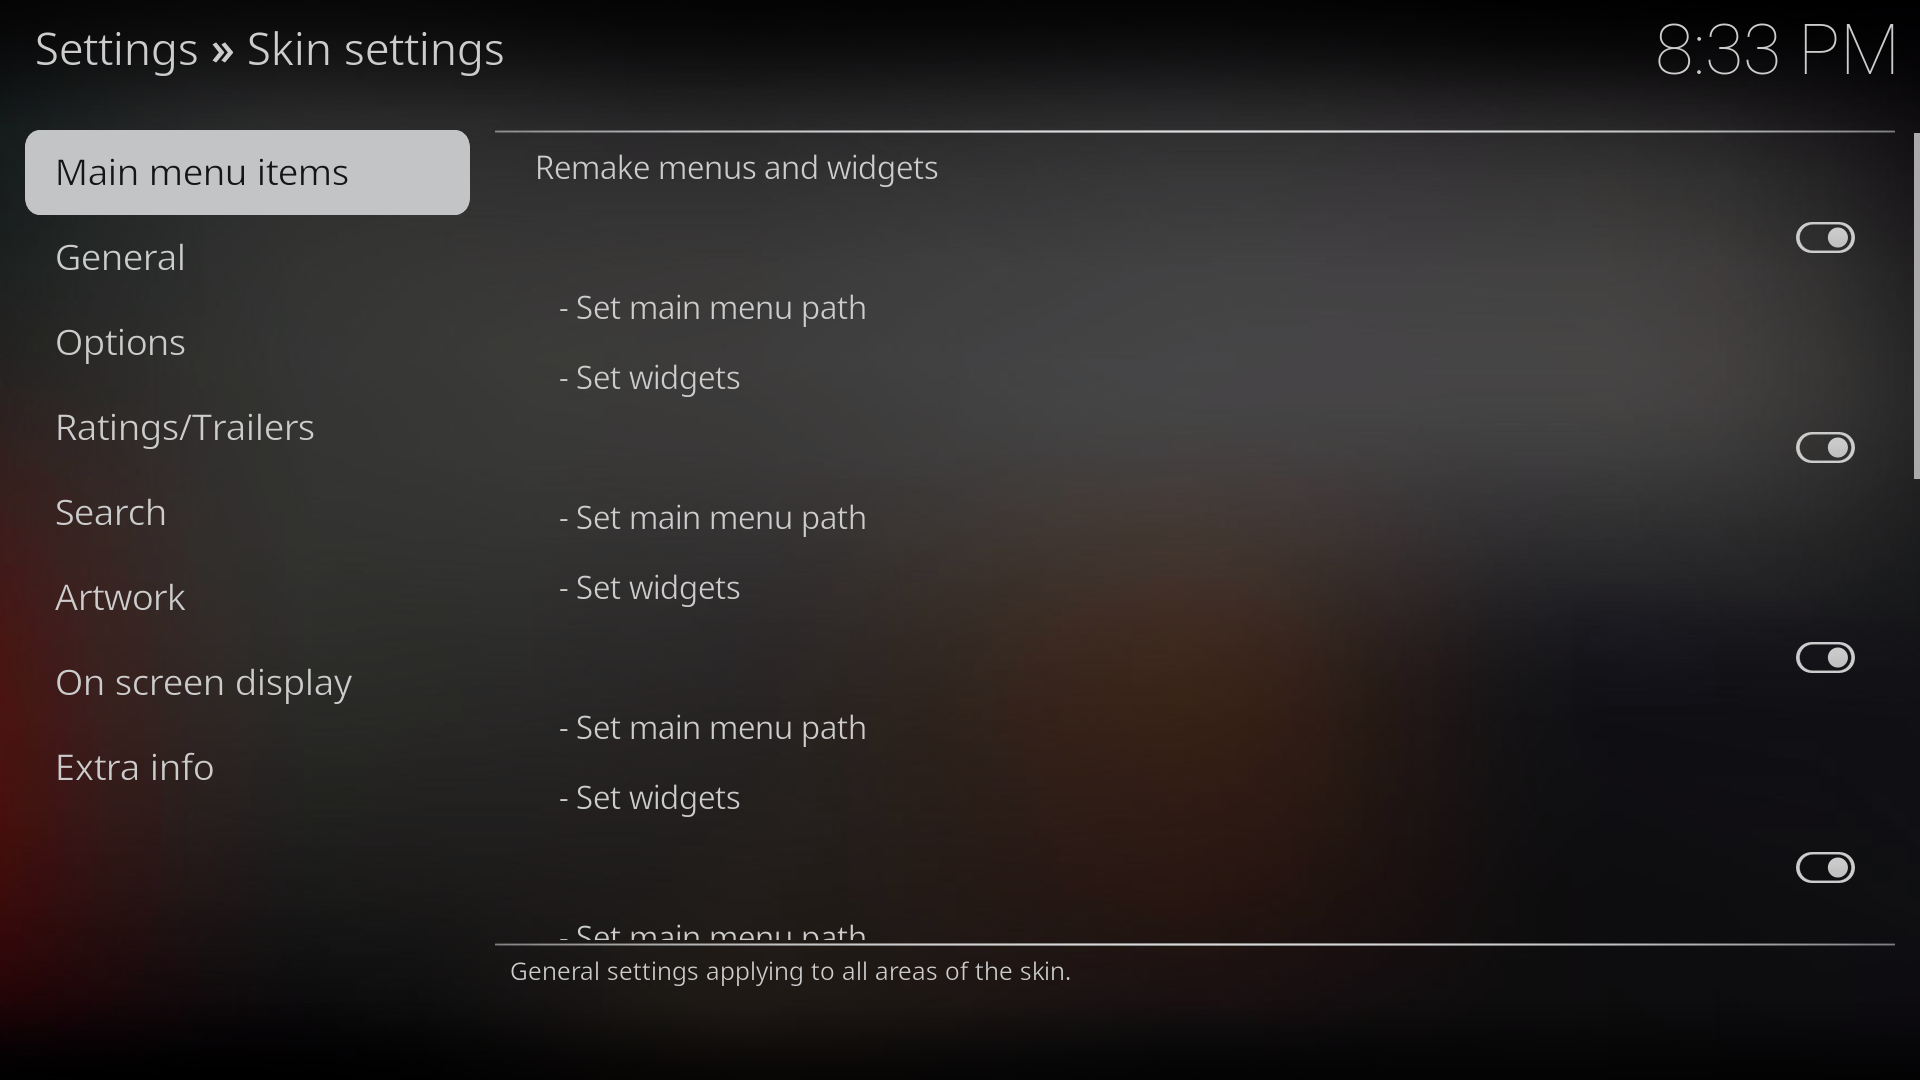 Settings » Skin settings
8:33 PM
Main menu items
General
Options
Ratings/Trailers
Search
Artwork
On screen display
Extra info
Remake menus and widgets
- Set main menu path
- Set widgets
- Set main menu path
- Set widgets
- Set main menu path
- Set widgets
- Set main menu path
General settings applying to all areas of the skin.